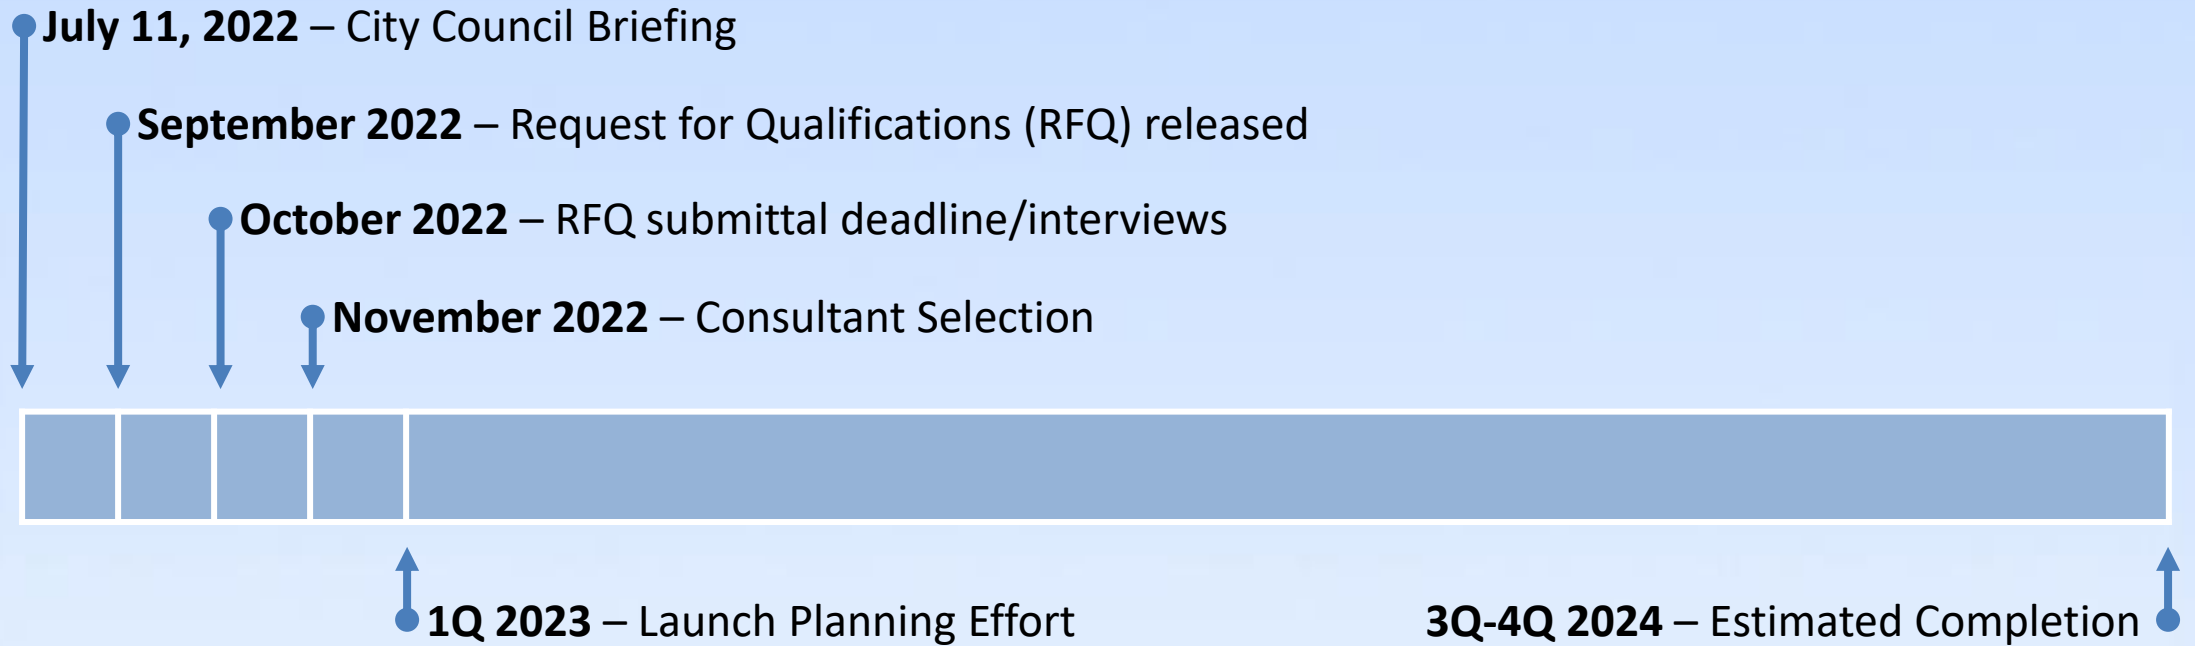 July 11, 2022 – City Council Briefing
September 2022 – Request for Qualifications (RFQ) released
October 2022 – RFQ submittal deadline/interviews
November 2022 – Consultant Selection
1Q 2023 – Launch Planning Effort
3Q-4Q 2024 – Estimated Completion